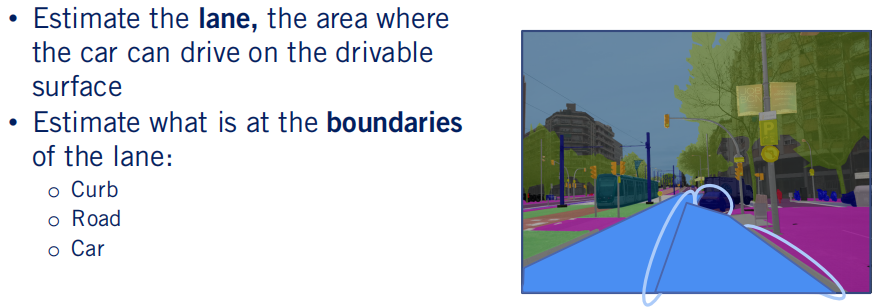 • Estimate the lane, the area where
the car can drive on the drivable
surface
• Estimate what is at the boundaries
of the lane:
o Curb
o Road
o Car
P